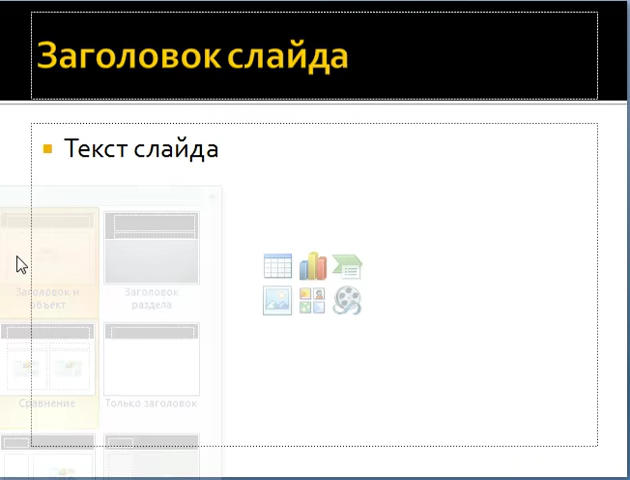 Заголовок слайда
Текст слайда
Заголовок и
объект
Заголовок
раздела
Сравнение
Только заголовок